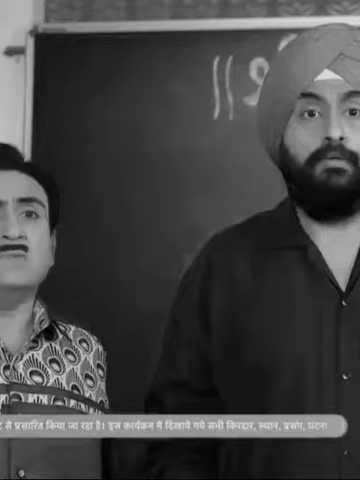 ॥श्री
ट से प्रसारित किया जा रहा है। इस कार्यक्रम में दिखाये गये सभी किरदार, स्थान, प्रसंग, घटना